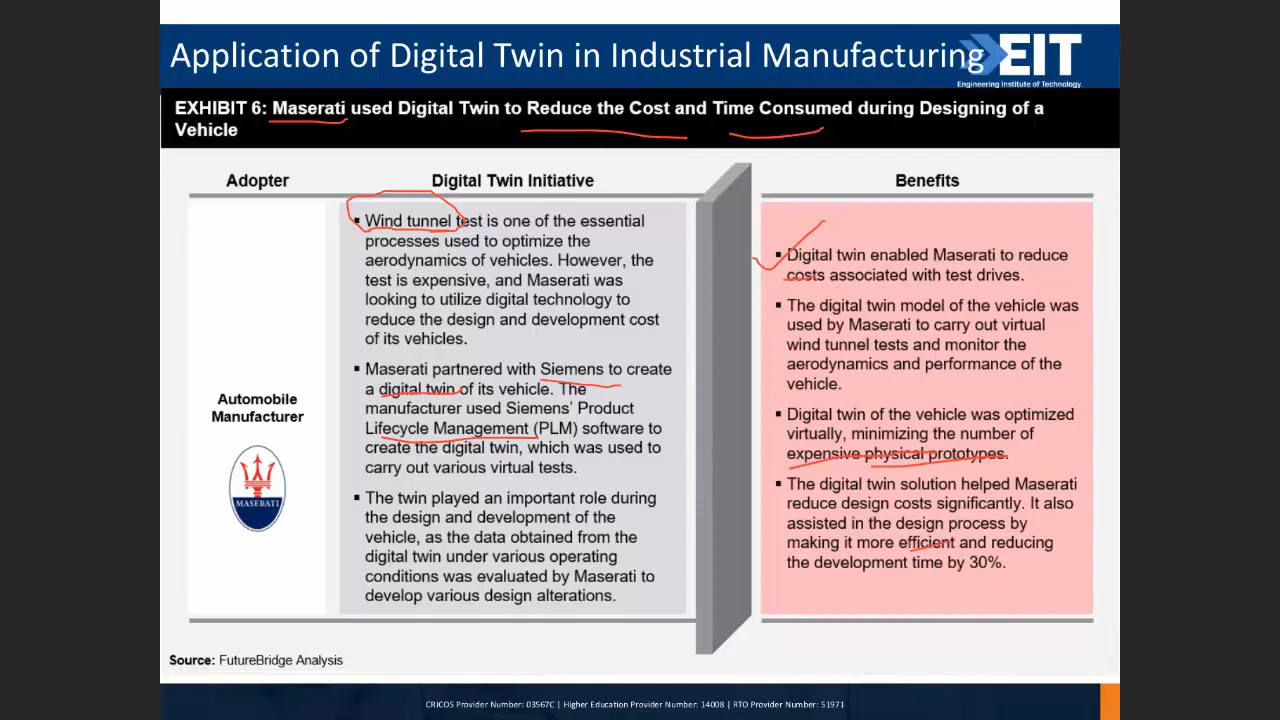 Application of Digital Twin in Industrial Manufacturing
EIT
Engineering Institute of Technology.
EXHIBIT 6: Maserati used Digital Twin to Reduce the Cost and Time Consumed during Designing of a
Vehicle
Adopter
Digital Twin Initiative
Benefits
Automobile
Manufacturer
MASERATI
▪ Wind tunnel test is one of the essential
processes used to optimize the
aerodynamics of vehicles. However, the
test is expensive, and Maserati was
looking to utilize digital technology to
reduce the design and development cost
of its vehicles.
▪ Maserati partnered with Siemens to create
a digital twin of its vehicle. The
manufacturer used Siemens' Product
Lifecycle Management (PLM) software to
create the digital twin, which was used to
carry out various virtual tests.
▪ The twin played an important role during
the design and development of the
vehicle, as the data obtained from the
digital twin under various operating
conditions was evaluated by Maserati to
develop various design alterations.
▪ Digital twin enabled Maserati to reduce
costs associated with test drives.
▪ The digital twin model of the vehicle was
used by Maserati to carry out virtual
wind tunnel tests and monitor the
aerodynamics and performance of the
vehicle.
▪ Digital twin of the vehicle was optimized
virtually, minimizing the number of
expensive physical prototypes.
▪ The digital twin solution helped Maserati
reduce design costs significantly. It also
assisted in the design process by
making it more efficient and reducing
the development time by 30%.
Source: FutureBridge Analysis
CRICOS Provider Number: 03567C | Higher Education Provider Number: 14008 | RTO Provider Number: 51971